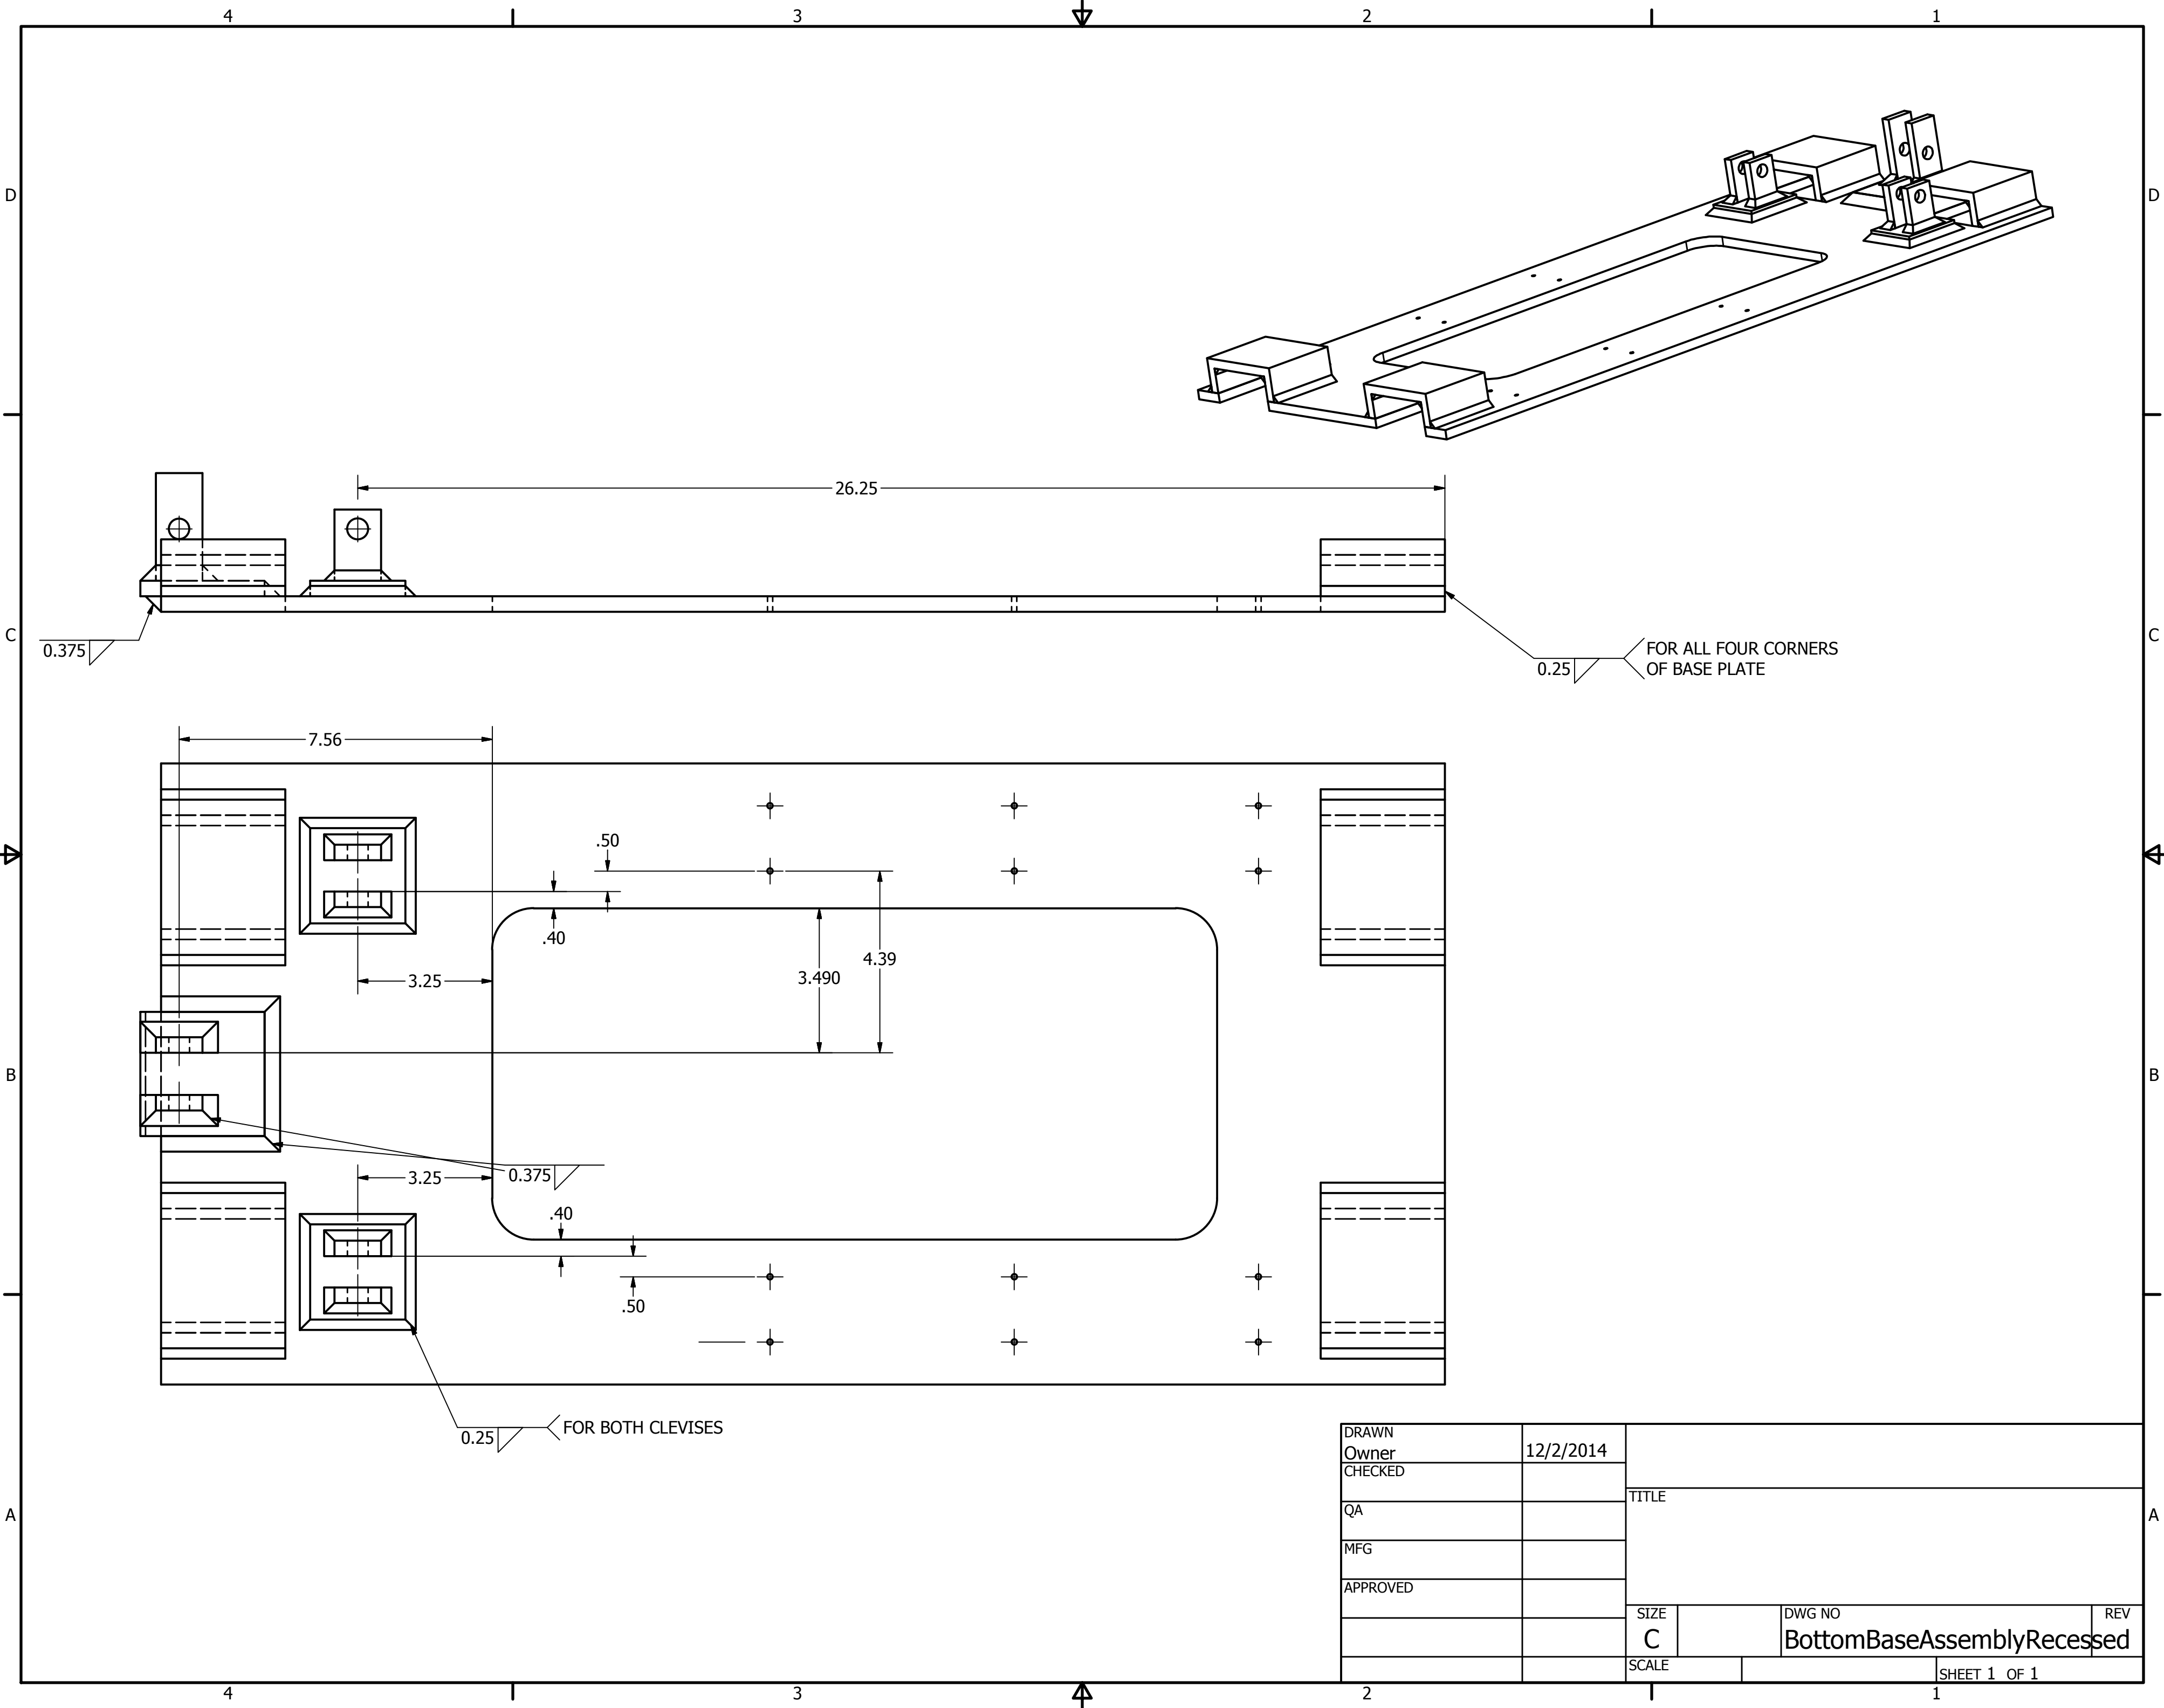 4 3 2 1
D D
26.25
C C
0.375
FOR ALL FOUR CORNERS
0.25 OF BASE PLATE
7.56
.50
.40
4.39
3.490
3.25
B B
0.375
3.25
.40
.50
FOR BOTH CLEVISES
0.25
DRAWN
Owner 12/2/2014
CHECKED
TITLE
QA
A A
MFG
APPROVED
SIZE DWG NO REV
C BottomBaseAssemblyRecessed
SCALE
SHEET 1 OF 1
4 3 2 1